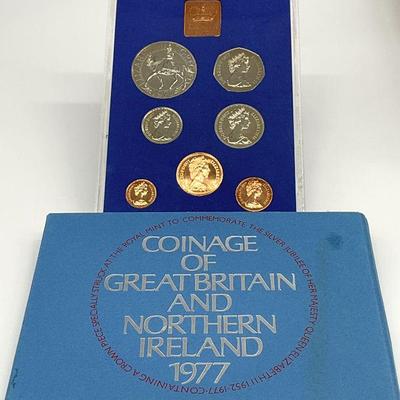 COINAGE
OF
GREAT BRITAIN
AND
NORTHERN
IRELAND
1977
CONTAINING A CROWN PIECE SPECIALLY STRUCK AT THE ROYAL MINT TO COMMEMORATE THE SILVER JUBILEE OF HER MAJESTY QUEEN ELIZABETH II 1952-1977